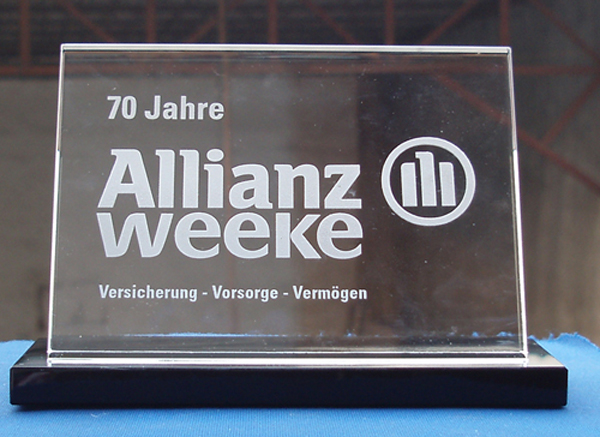 70 Jahre
Allianz
weeke
Versicherung - Vorsorge - Vermögen